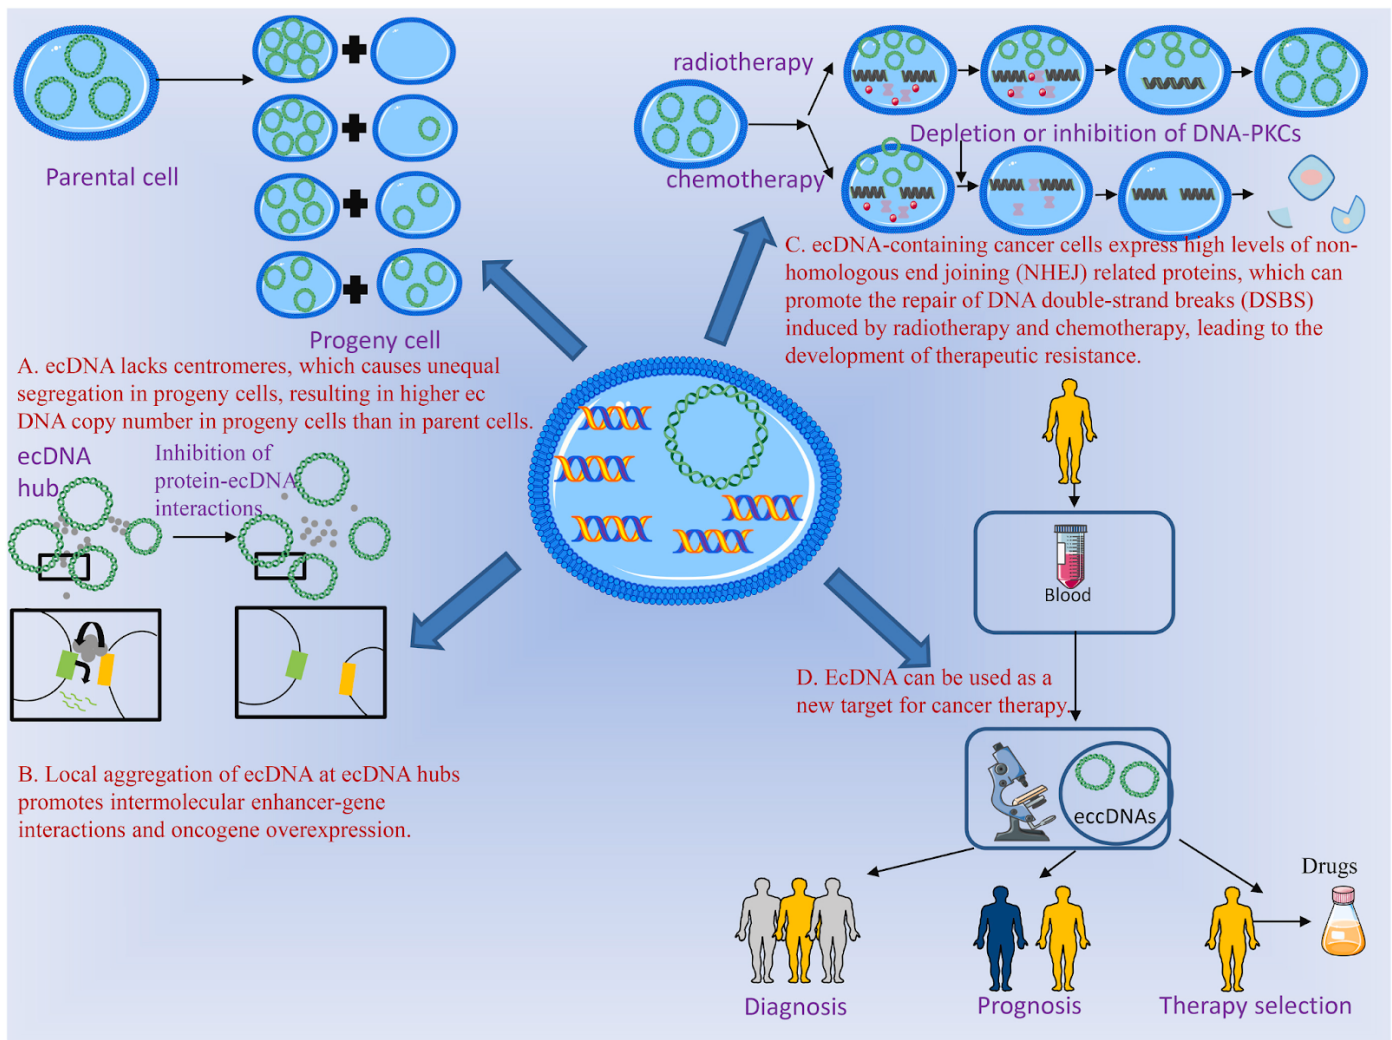 Parental cell
Progeny cell
A. ecDNA lacks centromeres, which causes unequal
segregation in progeny cells, resulting in higher ec
DNA copy number in progeny cells than in parent cells.
radiotherapy
chemotherapy
Depletion or inhibition of DNA-PKCs
C. ecDNA-containing cancer cells express high levels of non-
homologous end joining (NHEJ) related proteins, which can
promote the repair of DNA double-strand breaks (DSBS)
induced by radiotherapy and chemotherapy, leading to the
development of therapeutic resistance.
ecDNA
hub
Inhibition of
protein-ecDNA
interactions
B. Local aggregation of ecDNA at ecDNA hubs
promotes intermolecular enhancer-gene
interactions and oncogene overexpression.
Blood
D. EcDNA can be used as a
new target for cancer therapy.
eccDNAs
Drugs
Diagnosis
Prognosis
Therapy selection